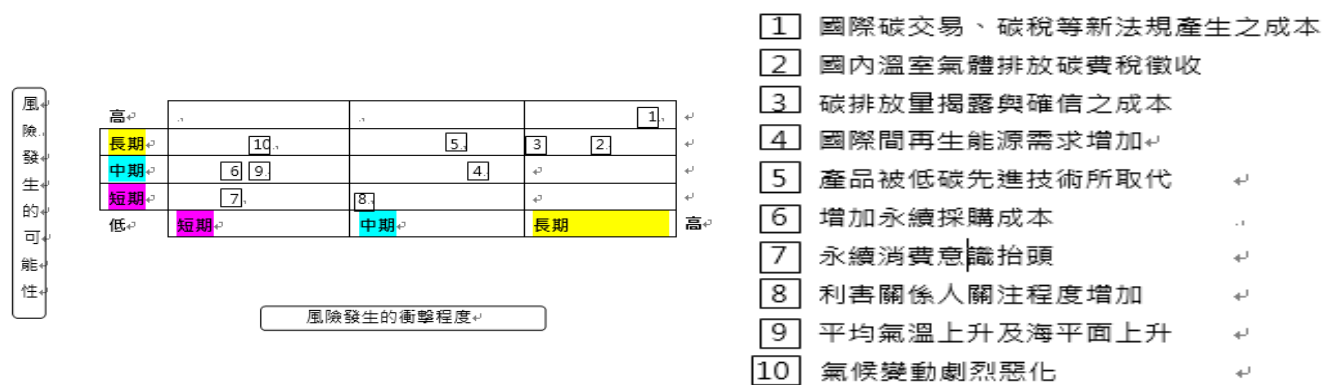 風險發生的可能性
高 1
長期 10 5 3 2
中期 6 9 4
短期 7 8
低 短期 中期 長期 高
風險發生的衝擊程度
1 國際碳交易、碳稅等新法規產生之成本
2 國內溫室氣體排放碳費稅徵收
3 碳排放量揭露與確信之成本
4 國際間再生能源需求增加
5 產品被低碳先進技術所取代
6 增加永續採購成本
7 永續消費意識抬頭
8 利害關係人關注程度增加
9 平均氣溫上升及海平面上升
10 氣候變動劇烈惡化